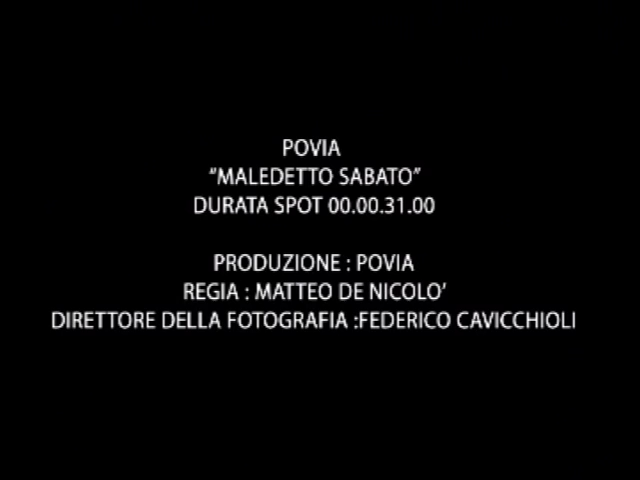 POVIA
“MALEDETTO SABATO”
DURATA SPOT 00.00.31.00
PRODUZIONE : POVIA
REGIA : MATTEO DE NICOLO’
DIRETTORE DELLA FOTOGRAFIA :FEDERICO CAVICCHIOLI